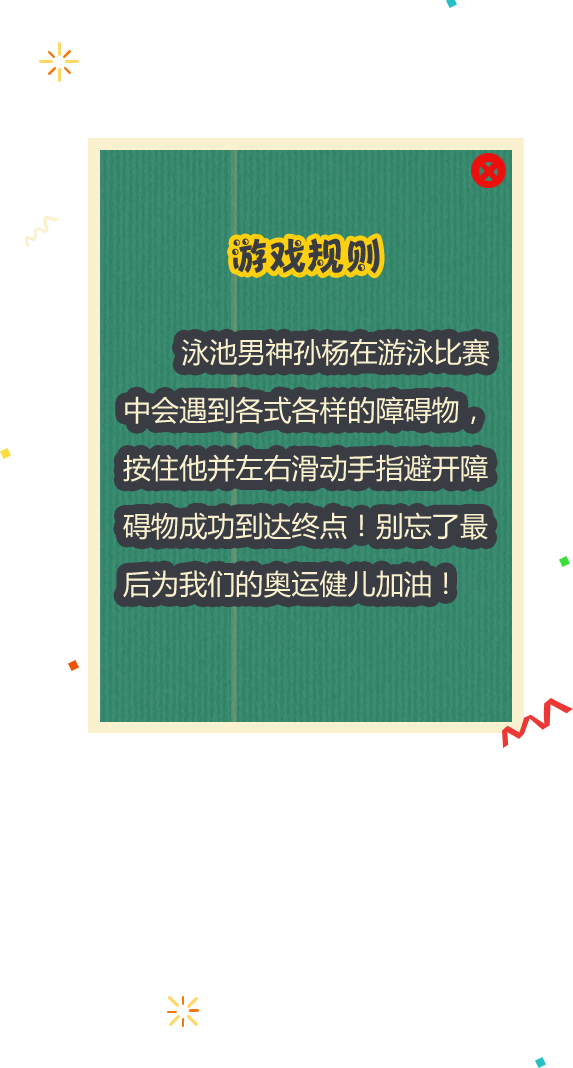 游戏规则
泳池男神孙杨在游泳比赛
中会遇到各式各样的障碍物，
按住他并左右滑动手指避开障
碍物成功到达终点！别忘了最
后为我们的奥运健儿加油！